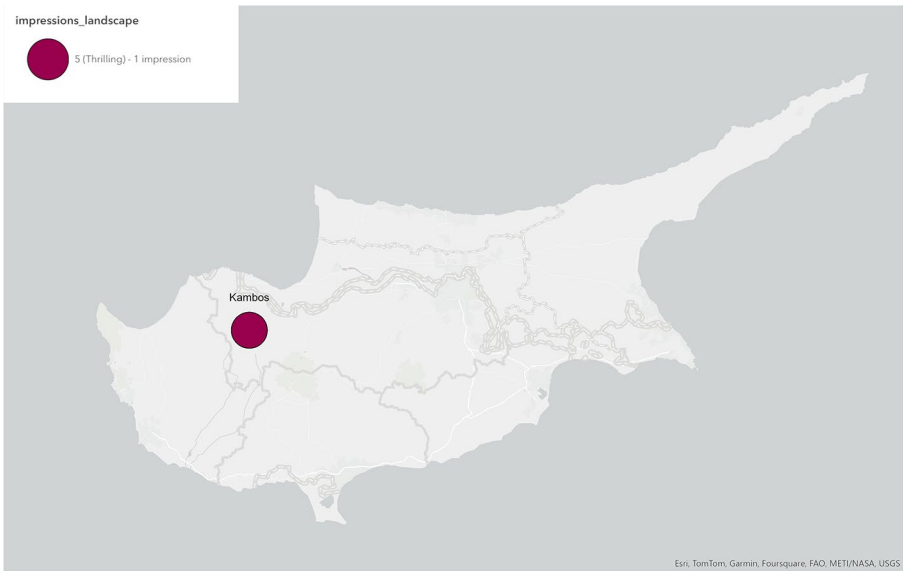 impressions_landscape
5 (Thrilling) - 1 impression
Kambos
Esri, TomTom, Garmin, Foursquare, FAO, METI/NASA, USGS